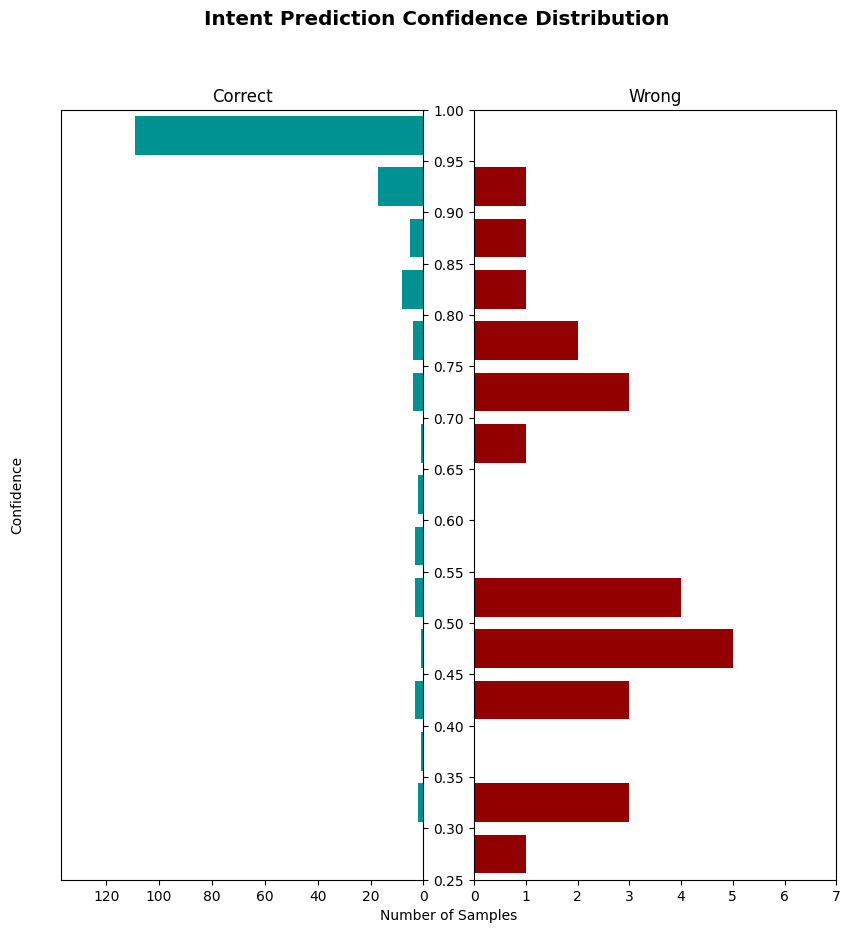 Intent Prediction Confidence Distribution
Correct
Wrong
1.00
0.95
0.90
0.85
0.80
0.75
0.70
0.65
0.60
0.55
0.50
0.45
0.40
0.35
0.30
0.25
Confidence
120 100 80 60 40 20 0
0 1 2 3 4 5 6 7
Number of Samples